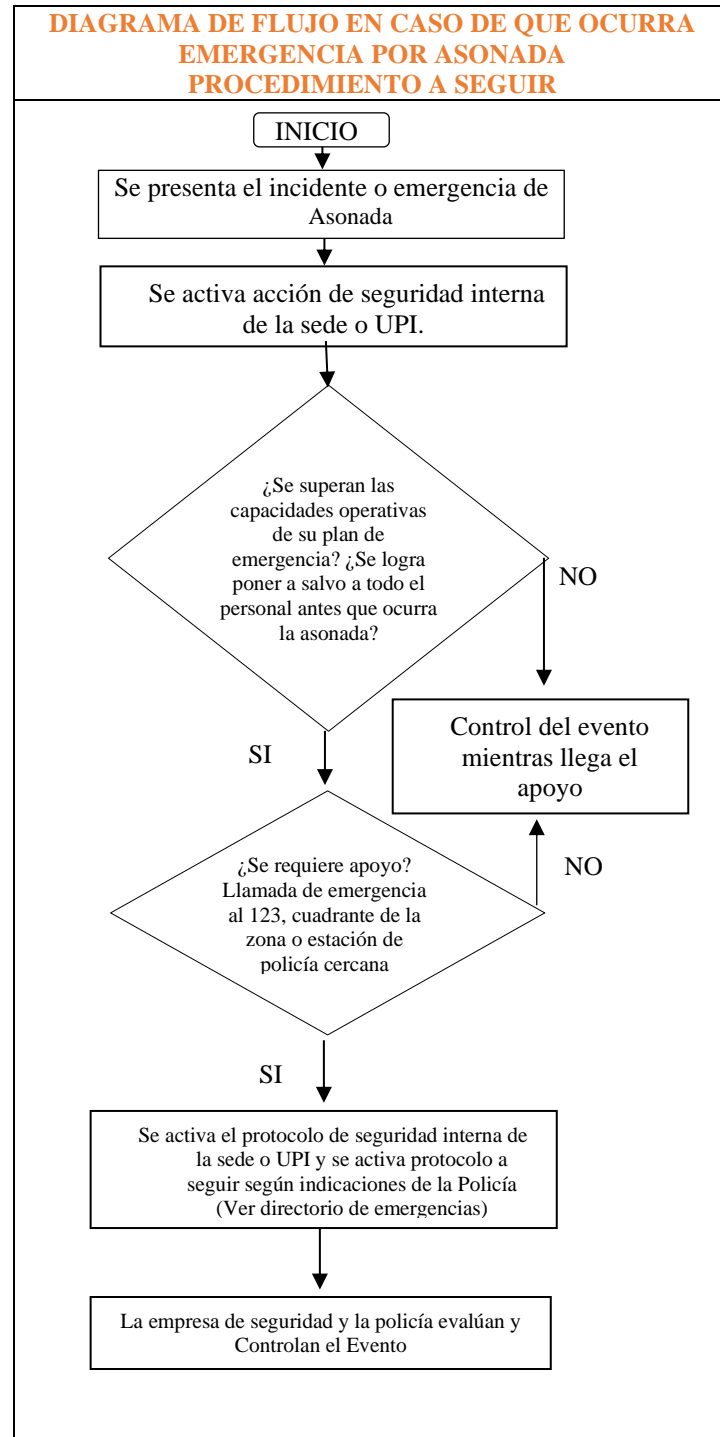 DIAGRAMA DE FLUJO EN CASO DE QUE OCURRA
EMERGENCIA POR ASONADA
PROCEDIMIENTO A SEGUIR
INICIO
Se presenta el incidente o emergencia de
Asonada
Se activa acción de seguridad interna
de la sede o UPI.
¿Se superan las
capacidades operativas
de su plan de
emergencia? ¿Se logra
poner a salvo a todo el
personal antes que ocurra
la asonada?
NO
Control del evento
mientras llega el
apoyo
SI
¿Se requiere apoyo?
Llamada de emergencia
al 123, cuadrante de la
zona o estación de
policía cercana
NO
SI
Se activa el protocolo de seguridad interna de
la sede o UPI y se activa protocolo a
seguir según indicaciones de la Policía
(Ver directorio de emergencias)
La empresa de seguridad y la policía evalúan y
Controlan el Evento